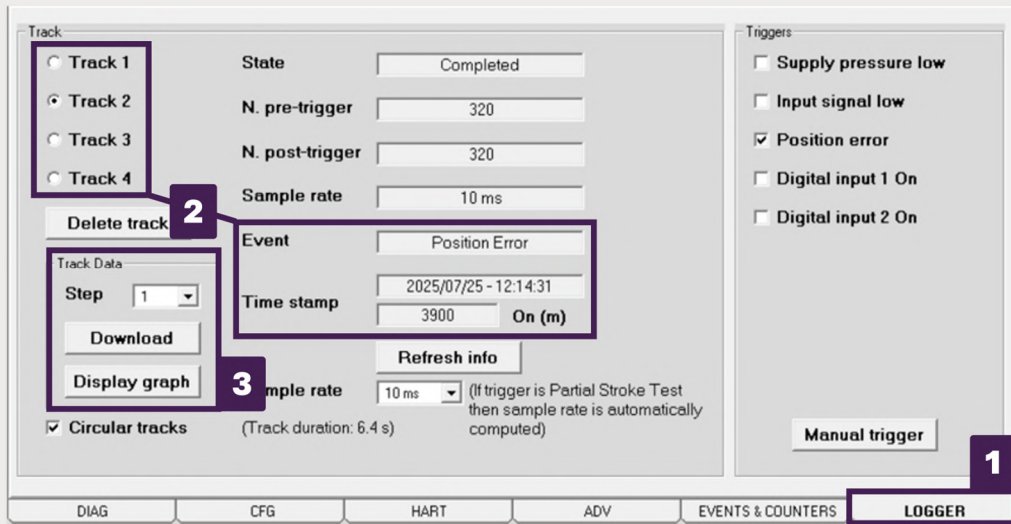 Track
Track 1
Track 2
Track 3
Track 4
Delete track
2
State
Completed
N. pre-trigger
320
N. post-trigger
320
Sample rate
10 ms
Event
Position Error
Time stamp
2025/07/25 - 12:14:31
3900
On (m)
Track Data
Step
1
Download
Display graph
3
Refresh info
mple rate
10 ms
(If trigger is Partial Stroke Test
then sample rate is automatically
computed)
Circular tracks
(Track duration: 6.4 s)
Triggers
Supply pressure low
Input signal low
Position error
Digital input 1 On
Digital input 2 On
Manual trigger
1
DIAG
CFG
HART
ADV
EVENTS & COUNTERS
LOGGER